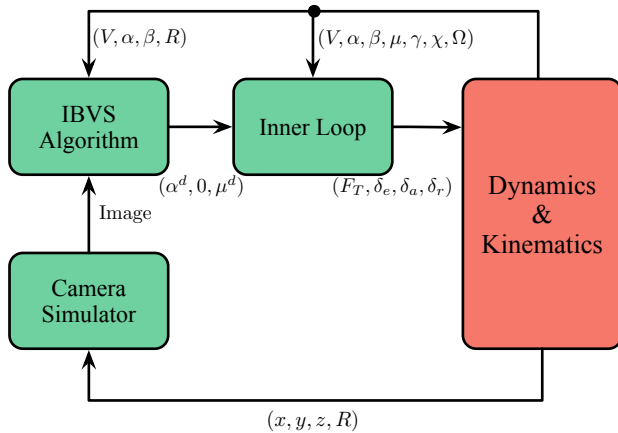 (V, α, β, R)
(V, α, β, μ, γ, χ, Ω)
IBVS
Algorithm
Inner Loop
(α^d, 0, μ^d)
(F_T, δ_e, δ_a, δ_r)
Dynamics
&
Kinematics
Image
Camera
Simulator
(x, y, z, R)